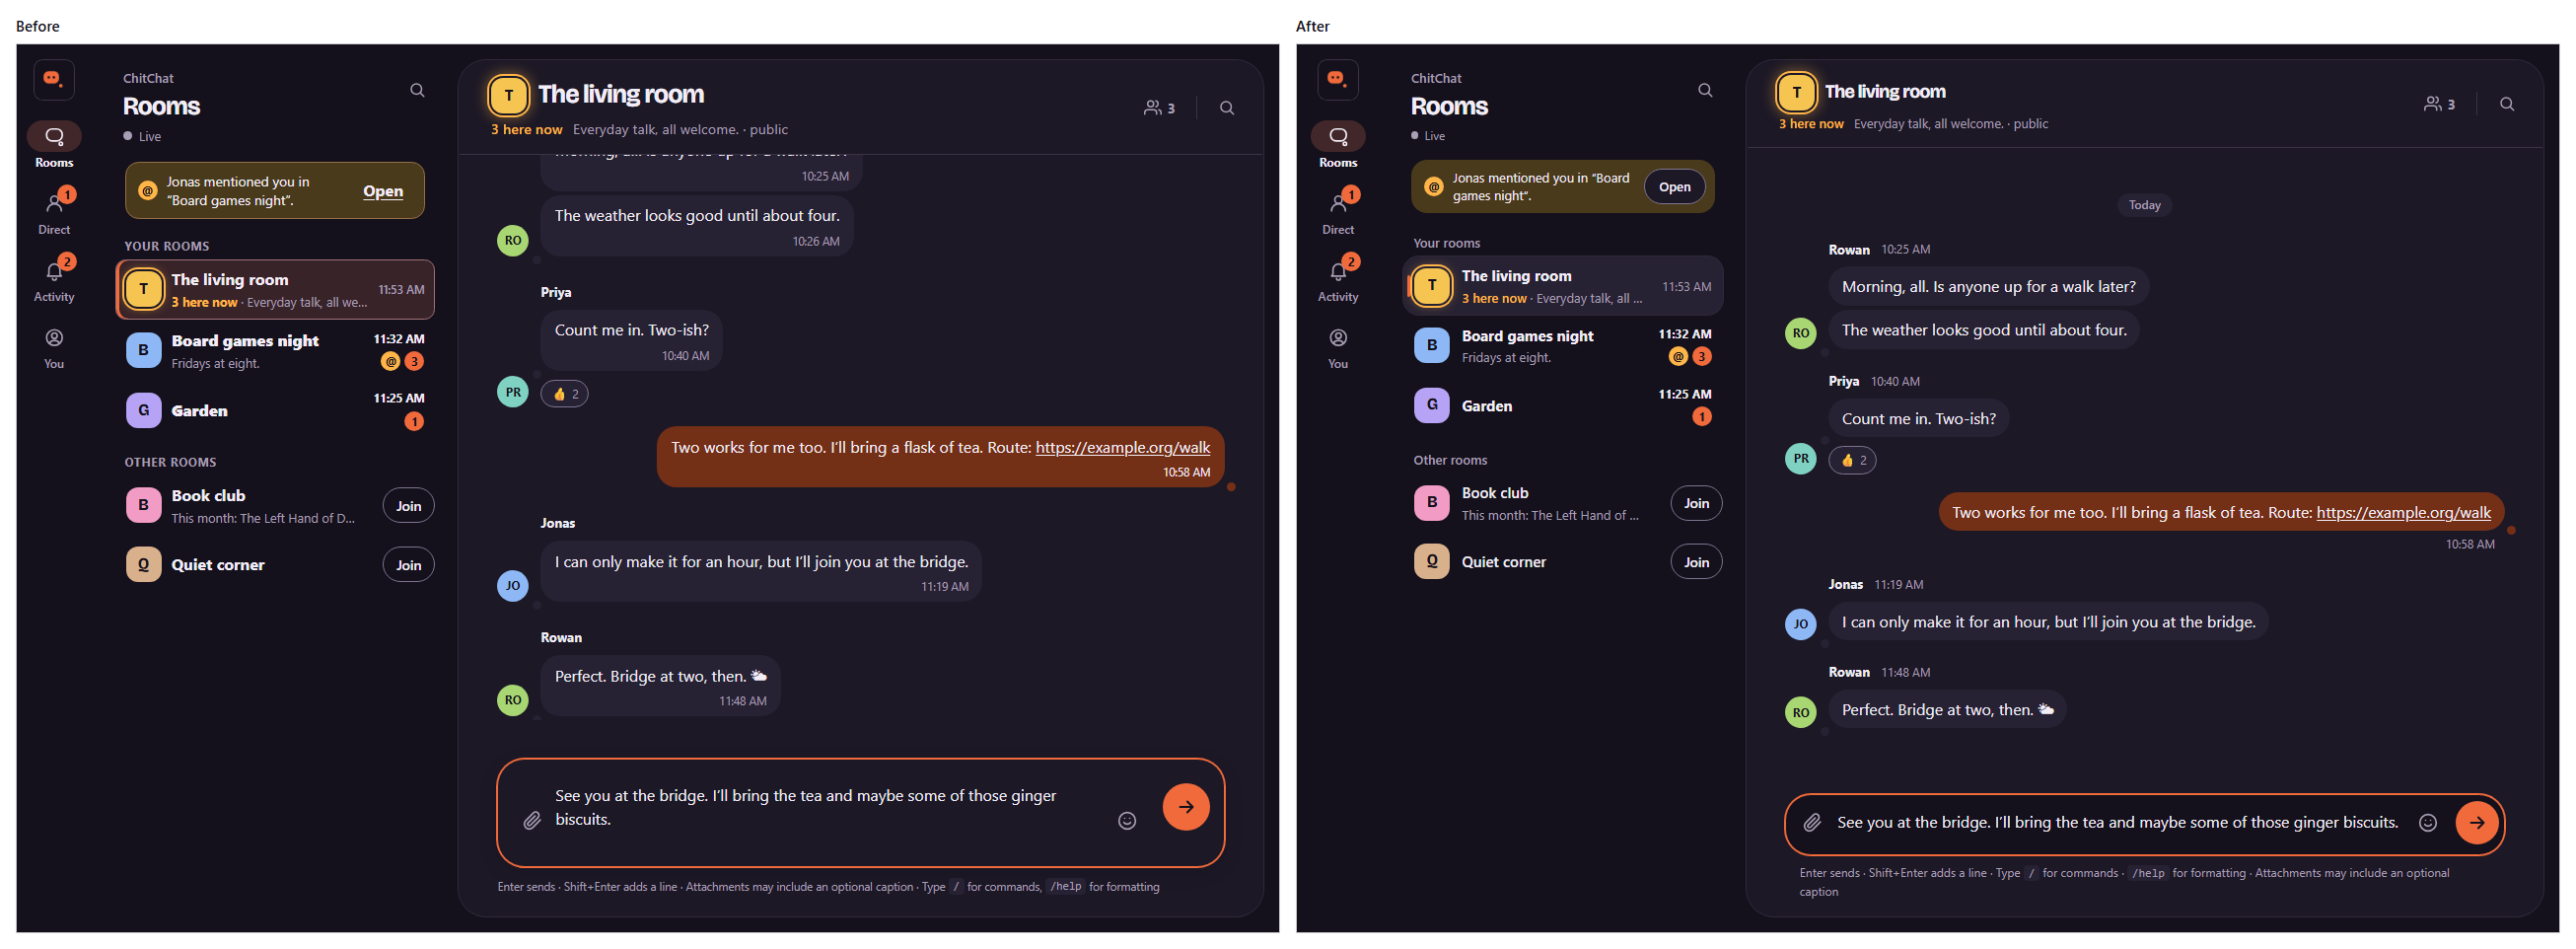 Before
ChitChat
Rooms
Live
Rooms
1
Direct
2
Activity
You
@ Jonas mentioned you in
“Board games night”.
Open
YOUR ROOMS
T The living room
3 here now · Everyday talk, all we...
11:53 AM
B Board games night
Fridays at eight.
11:32 AM
@ 3
G Garden
11:25 AM
1
OTHER ROOMS
B Book club
This month: The Left Hand of D...
Join
Q Quiet corner
Join
T The living room
3 here now Everyday talk, all welcome. · public
3
Morning, all. Is anyone up for a walk later?
10:25 AM
The weather looks good until about four.
10:26 AM
RO
Priya
Count me in. Two-ish?
10:40 AM
PR
👍 2
Two works for me too. I’ll bring a flask of tea. Route: https://example.org/walk
10:58 AM
Jonas
I can only make it for an hour, but I’ll join you at the bridge.
11:19 AM
JO
Rowan
Perfect. Bridge at two, then. 🌥️
11:48 AM
RO
See you at the bridge. I’ll bring the tea and maybe some of those ginger
biscuits.
Enter sends · Shift+Enter adds a line · Attachments may include an optional caption · Type / for commands, /help for formatting
After
ChitChat
Rooms
Live
Rooms
1
Direct
2
Activity
You
@ Jonas mentioned you in “Board
games night”.
Open
Your rooms
T The living room
3 here now · Everyday talk, all ...
11:53 AM
B Board games night
Fridays at eight.
11:32 AM
@ 3
G Garden
11:25 AM
1
Other rooms
B Book club
This month: The Left Hand of ...
Join
Q Quiet corner
Join
T The living room
3 here now Everyday talk, all welcome. · public
3
Today
Rowan 10:25 AM
Morning, all. Is anyone up for a walk later?
The weather looks good until about four.
RO
Priya 10:40 AM
Count me in. Two-ish?
PR
👍 2
Two works for me too. I’ll bring a flask of tea. Route: https://example.org/walk
10:58 AM
Jonas 11:19 AM
I can only make it for an hour, but I’ll join you at the bridge.
JO
Rowan 11:48 AM
Perfect. Bridge at two, then. 🌥️
RO
See you at the bridge. I’ll bring the tea and maybe some of those ginger biscuits.
Enter sends · Shift+Enter adds a line · Type / for commands · /help for formatting · Attachments may include an optional
caption